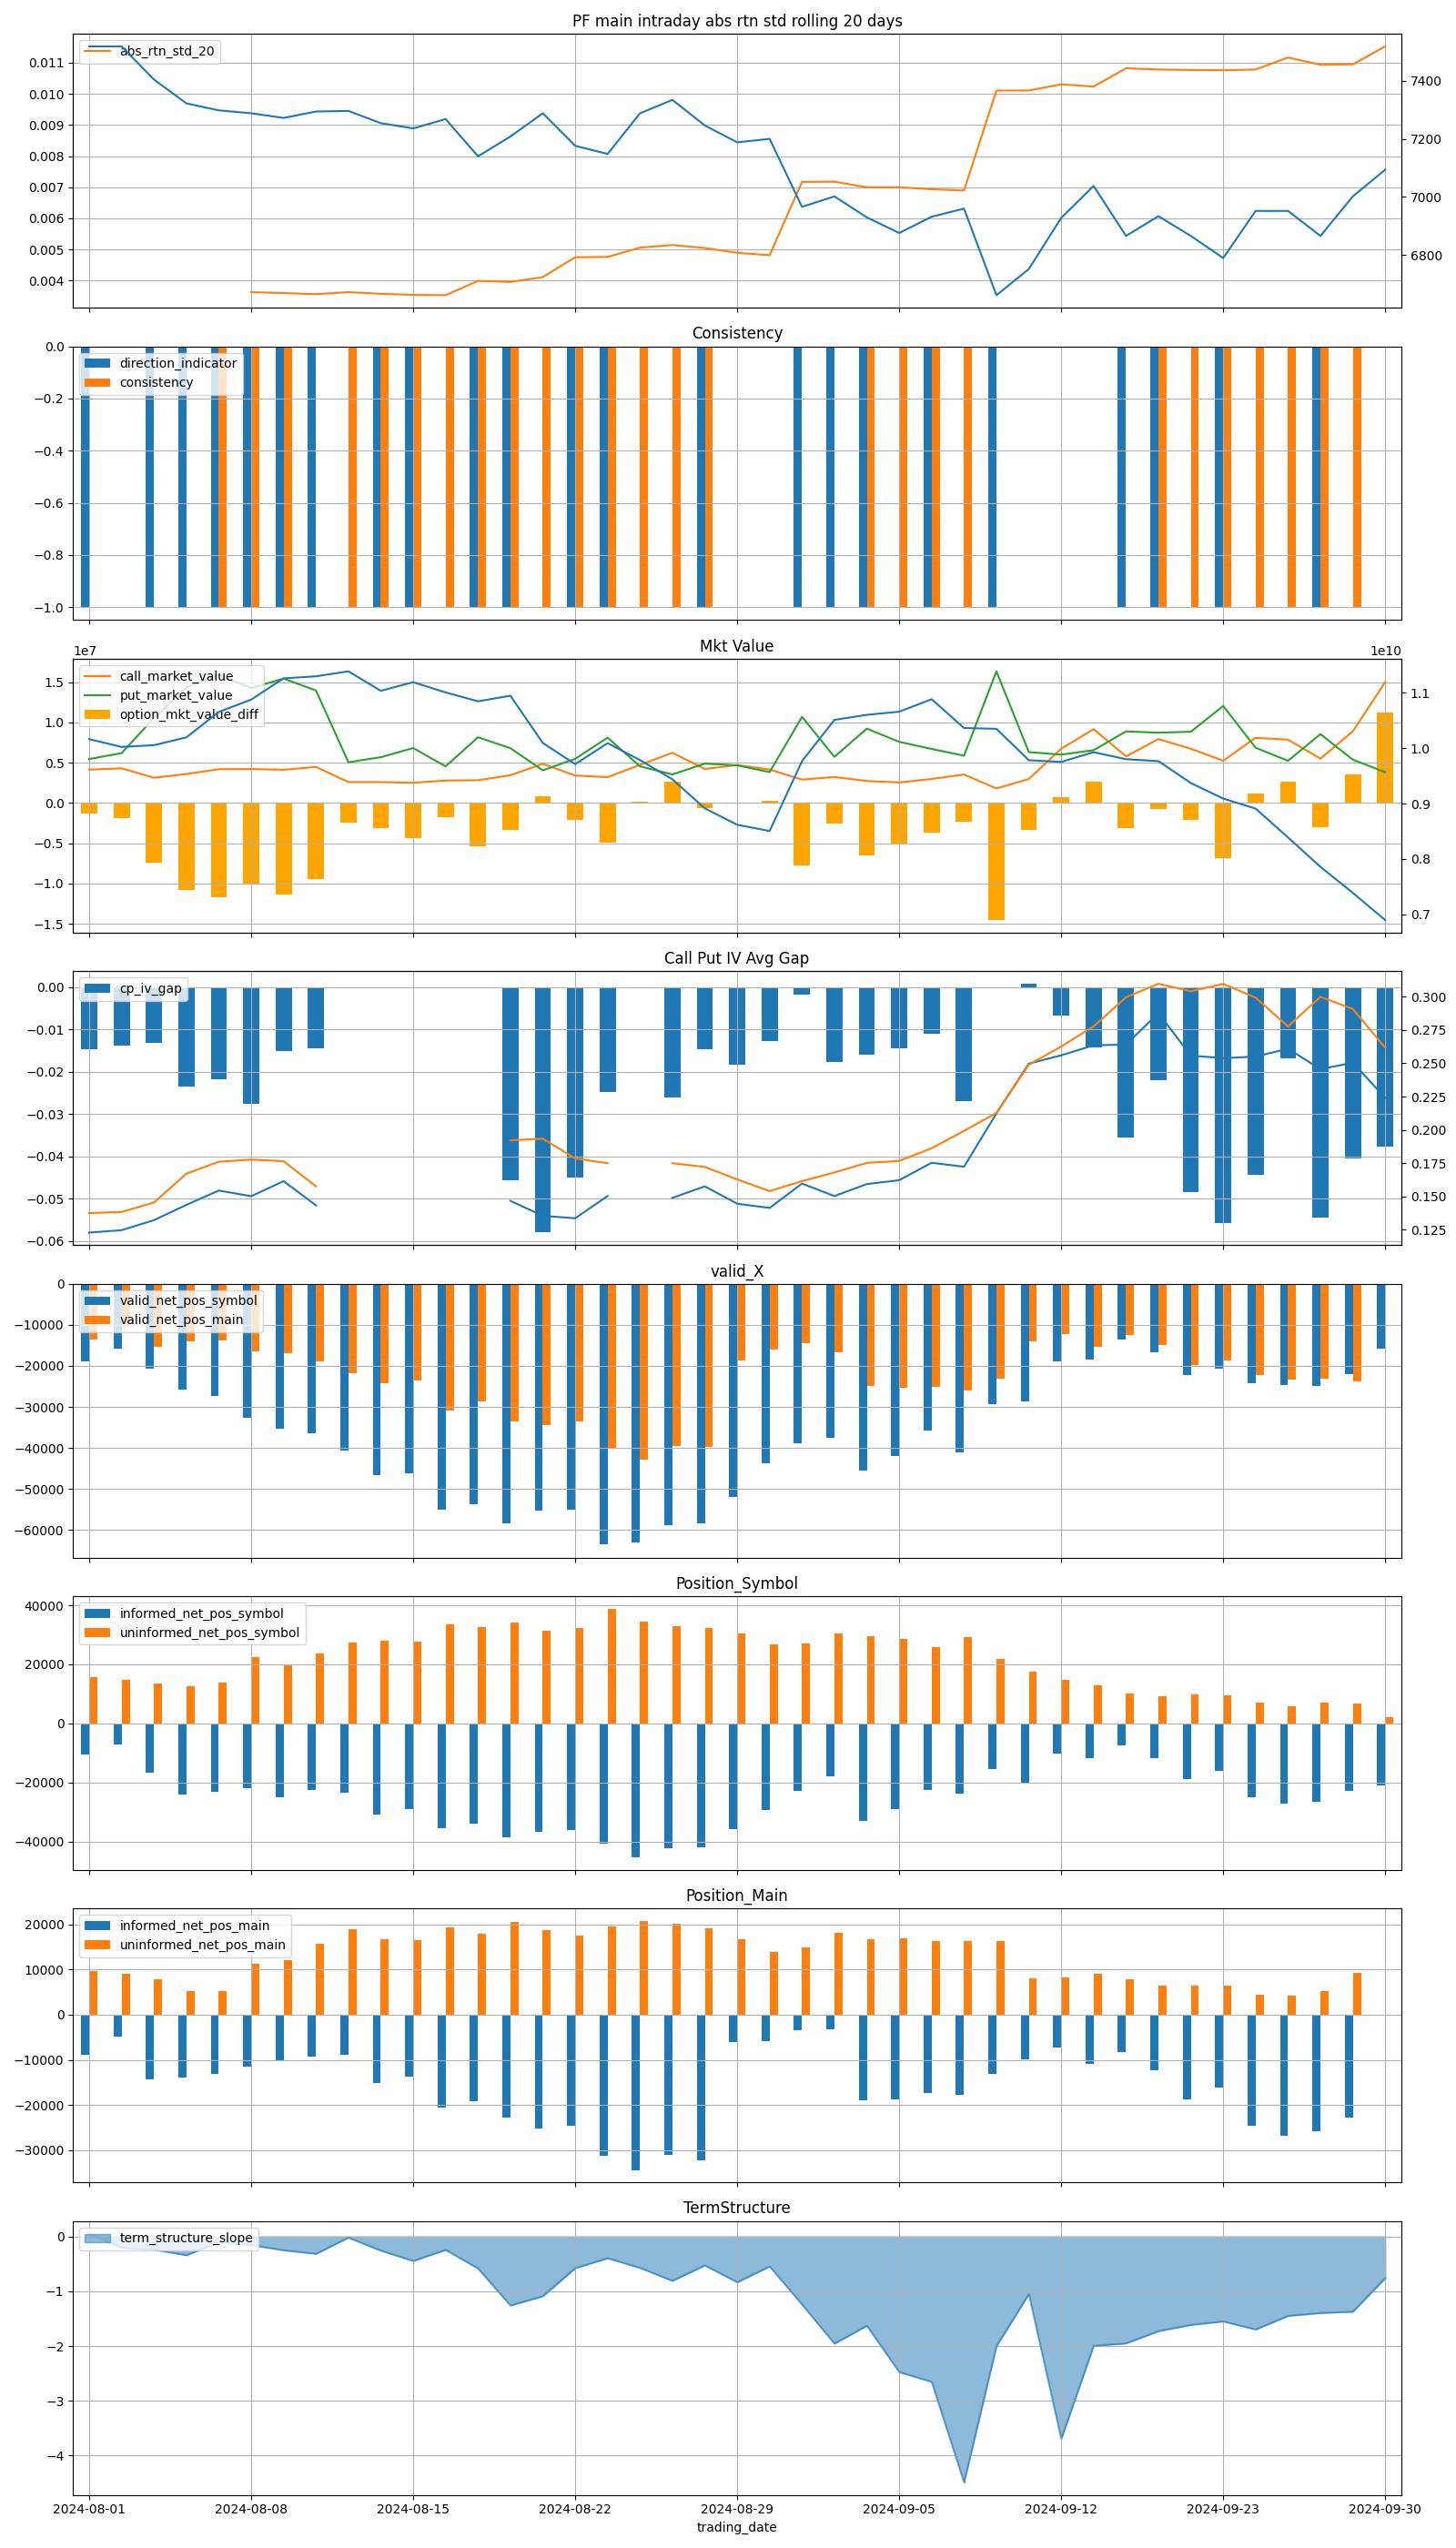 PF main intraday abs rtn std rolling 20 days
abs_rtn_std_20
0.011
0.010
0.009
0.008
0.007
0.006
0.005
0.004
7400
7200
7000
6800
Consistency
direction_indicator
consistency
0.0
−0.2
−0.4
−0.6
−0.8
−1.0
Mkt Value
1e7
1e10
call_market_value
put_market_value
option_mkt_value_diff
1.5
1.0
0.5
0.0
−0.5
−1.0
−1.5
1.1
1.0
0.9
0.8
0.7
Call Put IV Avg Gap
cp_iv_gap
0.00
−0.01
−0.02
−0.03
−0.04
−0.05
−0.06
0.300
0.275
0.250
0.225
0.200
0.175
0.150
0.125
valid_X
valid_net_pos_symbol
valid_net_pos_main
0
−10000
−20000
−30000
−40000
−50000
−60000
Position_Symbol
informed_net_pos_symbol
uninformed_net_pos_symbol
40000
20000
0
−20000
−40000
Position_Main
informed_net_pos_main
uninformed_net_pos_main
20000
10000
0
−10000
−20000
−30000
TermStructure
term_structure_slope
0
−1
−2
−3
−4
2024-08-01 2024-08-08 2024-08-15 2024-08-22 2024-08-29 2024-09-05 2024-09-12 2024-09-23 2024-09-30
trading_date